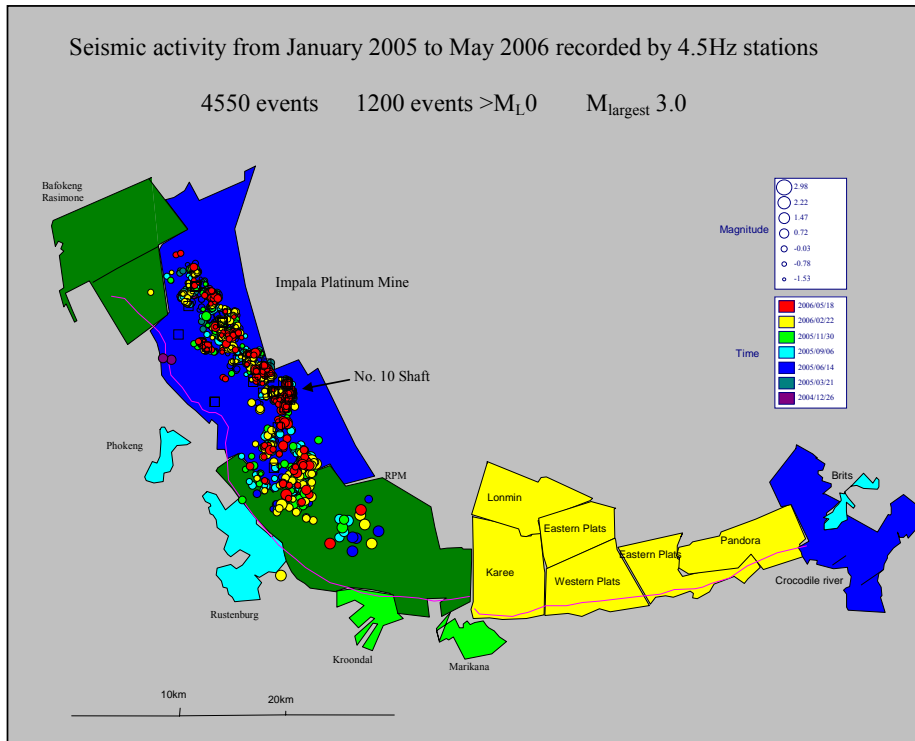 Seismic activity from January 2005 to May 2006 recorded by 4.5Hz stations
4550 events 1200 events >M_L0 M_largest 3.0
Bafokeng
Rasimone
Impala Platinum Mine
No. 10 Shaft
Magnitude
2.98
2.22
1.47
0.72
-0.03
-0.78
-1.53
Time
2006/05/18
2006/02/22
2005/11/30
2005/09/06
2005/06/14
2005/03/21
2004/12/26
Phokeng
RPM
Lonmin
Brits
Eastern Plats
Eastern Plats
Pandora
Karee
Western Plats
Crocodile river
Rustenburg
Kroondal
Marikana
10km
20km